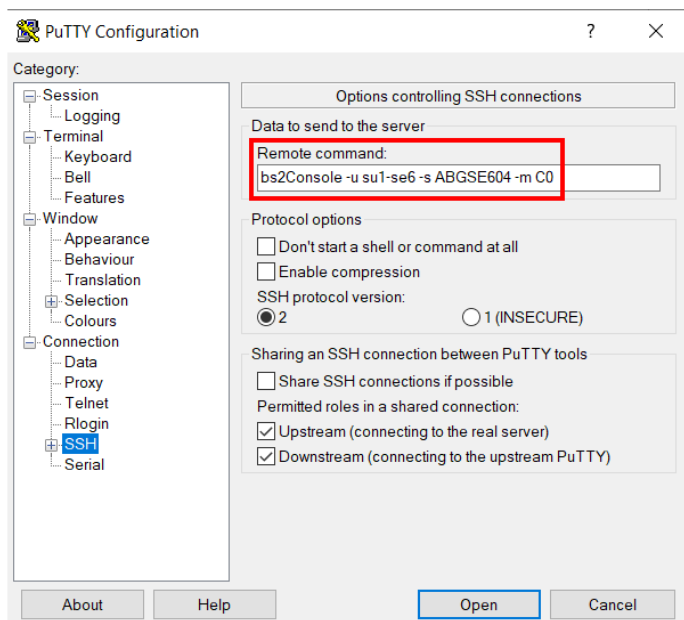 PuTTY Configuration ?
Category:
Session
Logging
Terminal
Keyboard
Bell
Features
Window
Appearance
Behaviour
Translation
Selection
Colours
Connection
Data
Proxy
Telnet
Rlogin
SSH
Serial
Options controlling SSH connections
Data to send to the server
Remote command:
bs2Console -u su1-se6 -s ABGSE604 -m C0
Protocol options
Don't start a shell or command at all
Enable compression
SSH protocol version:
2 1 (INSECURE)
Sharing an SSH connection between PuTTY tools
Share SSH connections if possible
Permitted roles in a shared connection:
Upstream (connecting to the real server)
Downstream (connecting to the upstream PuTTY)
About Help Open Cancel